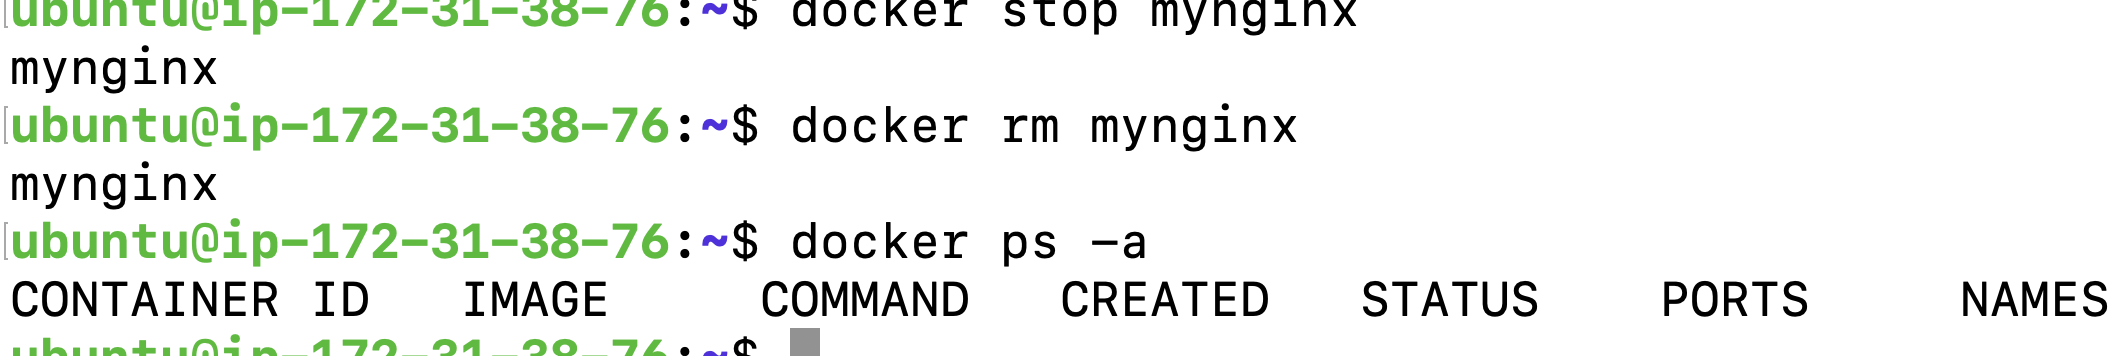 ubuntu@ip-172-31-38-76:~$ docker stop mynginx
mynginx
ubuntu@ip-172-31-38-76:~$ docker rm mynginx
mynginx
ubuntu@ip-172-31-38-76:~$ docker ps -a
CONTAINER ID   IMAGE     COMMAND   CREATED   STATUS    PORTS     NAMES
ubuntu@ip-172-31-38-76:~$